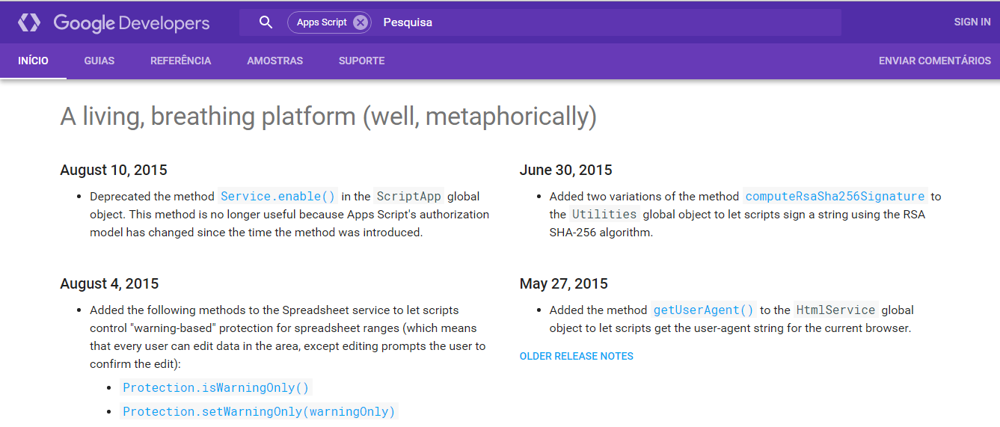 Google Developers
Apps Script
Pesquisa
SIGN IN
INÍCIO
GUIAS
REFERÊNCIA
AMOSTRAS
SUPORTE
ENVIAR COMENTÁRIOS
A living, breathing platform (well, metaphorically)
August 10, 2015
Deprecated the method Service.enable() in the ScriptApp global
object. This method is no longer useful because Apps Script's authorization
model has changed since the time the method was introduced.
August 4, 2015
Added the following methods to the Spreadsheet service to let scripts
control "warning-based" protection for spreadsheet ranges (which means
that every user can edit data in the area, except editing prompts the user to
confirm the edit):
Protection.isWarningOnly()
Protection.setWarningOnly(warningOnly)
June 30, 2015
Added two variations of the method computeRsaSha256Signature to
the Utilities global object to let scripts sign a string using the RSA
SHA-256 algorithm.
May 27, 2015
Added the method getUserAgent() to the HtmlService global
object to let scripts get the user-agent string for the current browser.
OLDER RELEASE NOTES